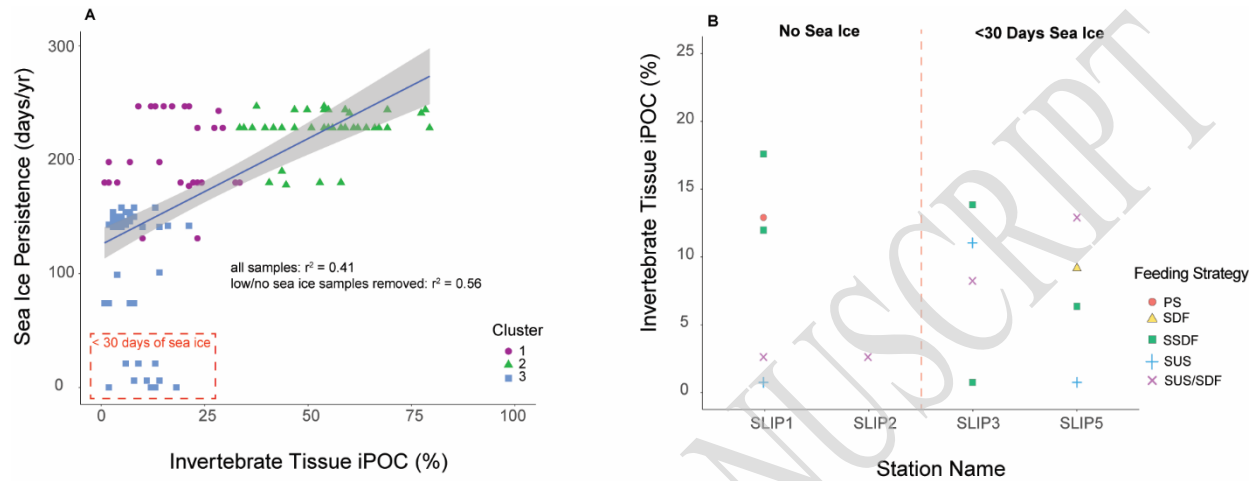 A
Sea Ice Persistence (days/yr)
300
200
100
0
all samples: r² = 0.41
low/no sea ice samples removed: r² = 0.56
< 30 days of sea ice
Cluster
1
2
3
0
25
50
75
100
Invertebrate Tissue iPOC (%)
B
No Sea Ice
<30 Days Sea Ice
Invertebrate Tissue iPOC (%)
25
20
15
10
5
0
Feeding Strategy
PS
SDF
SSDF
SUS
SUS/SDF
SLIP1
SLIP2
SLIP3
SLIP5
Station Name
NUSCRIPT